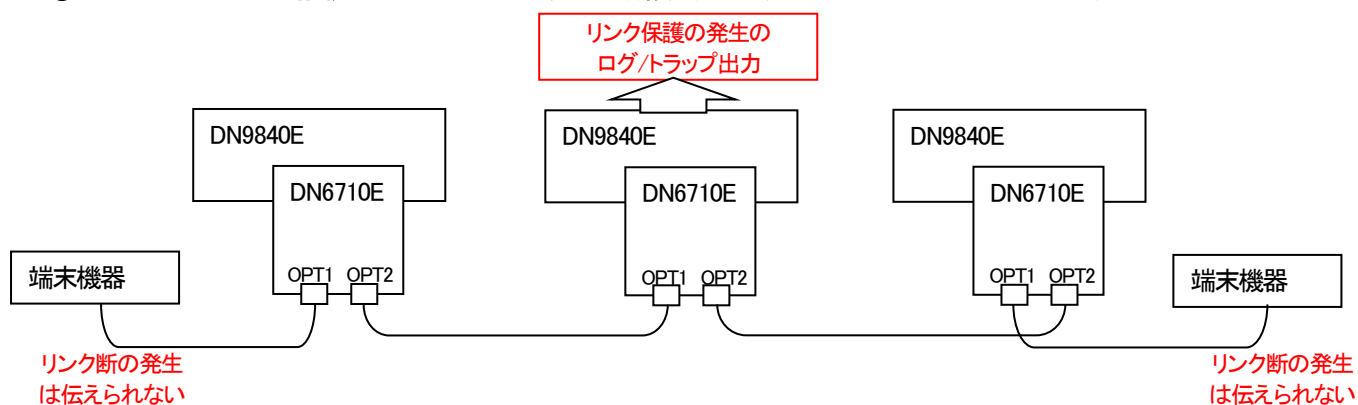 リンク保護の発生の
ログ/トラップ出力
DN9840E
DN9840E
DN9840E
DN6710E
DN6710E
DN6710E
端末機器
OPT1 OPT2
OPT1 OPT2
OPT1 OPT2
端末機器
リンク断の発生
は伝えられない
リンク断の発生
は伝えられない